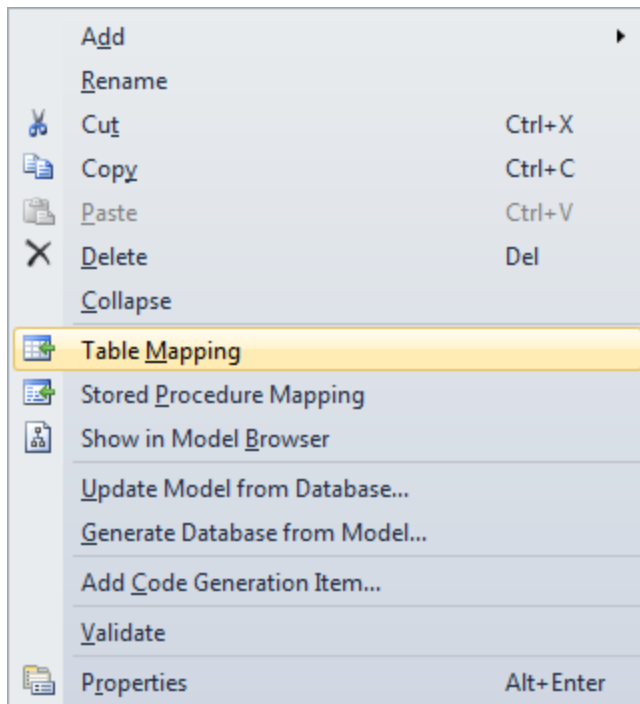 Add
Rename
Cut Ctrl+X
Copy Ctrl+C
Paste Ctrl+V
Delete Del
Collapse
Table Mapping
Stored Procedure Mapping
Show in Model Browser
Update Model from Database...
Generate Database from Model...
Add Code Generation Item...
Validate
Properties Alt+Enter